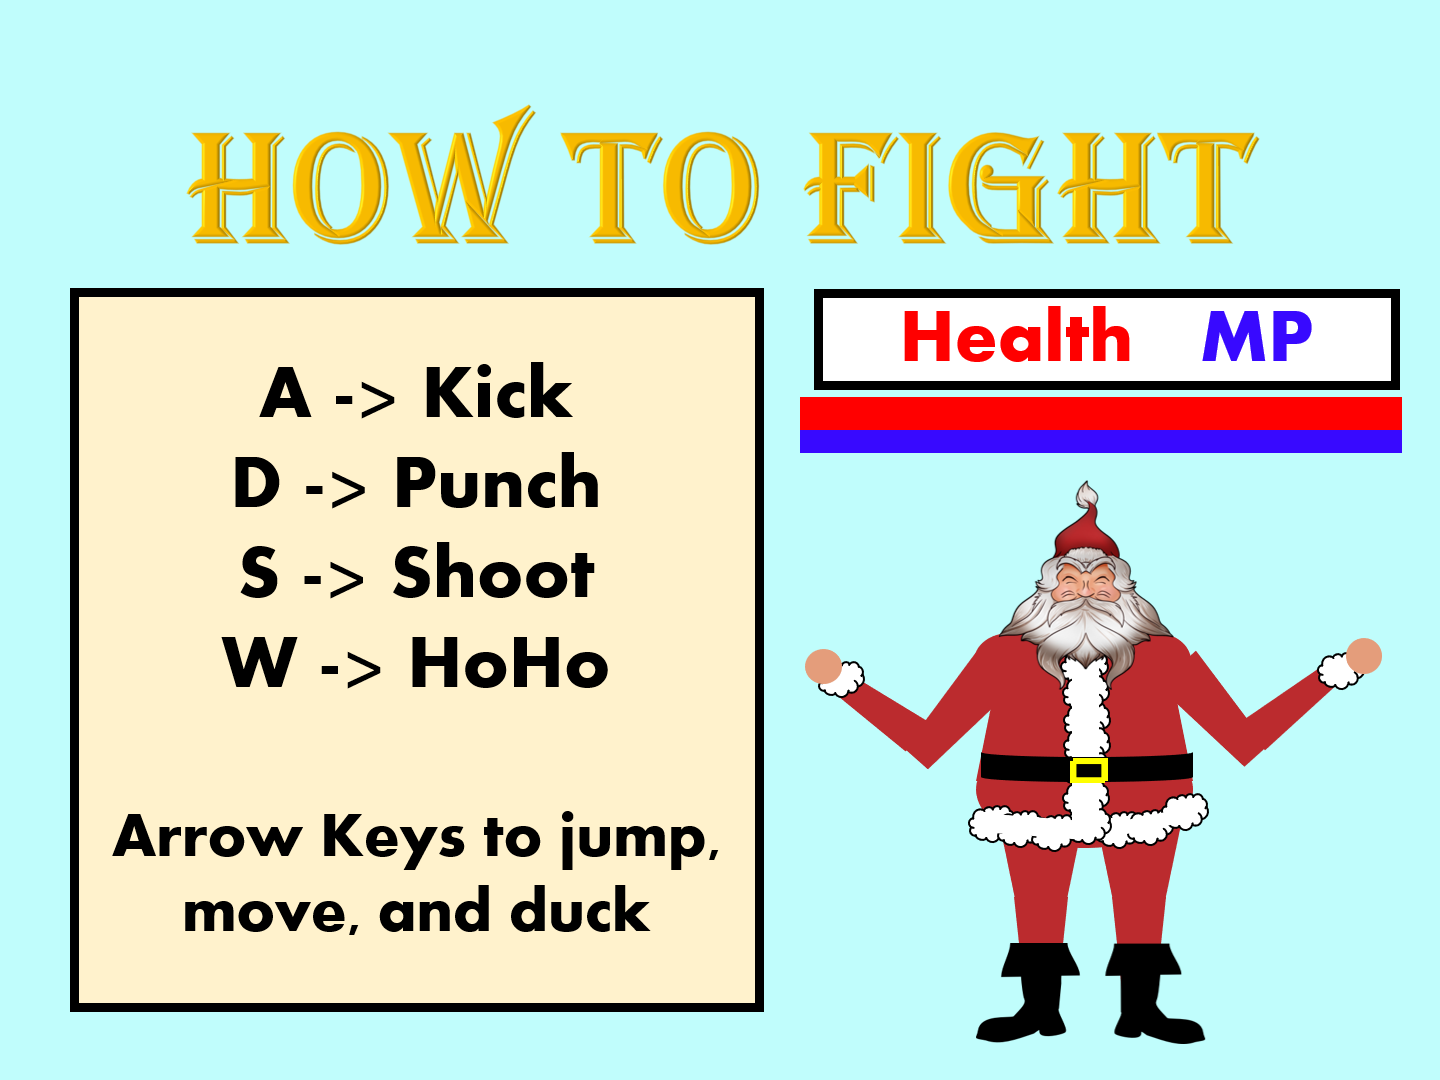 HOW TO FIGHT
A -> Kick
D -> Punch
S -> Shoot
W -> HoHo
Arrow Keys to jump,
move, and duck
Health MP